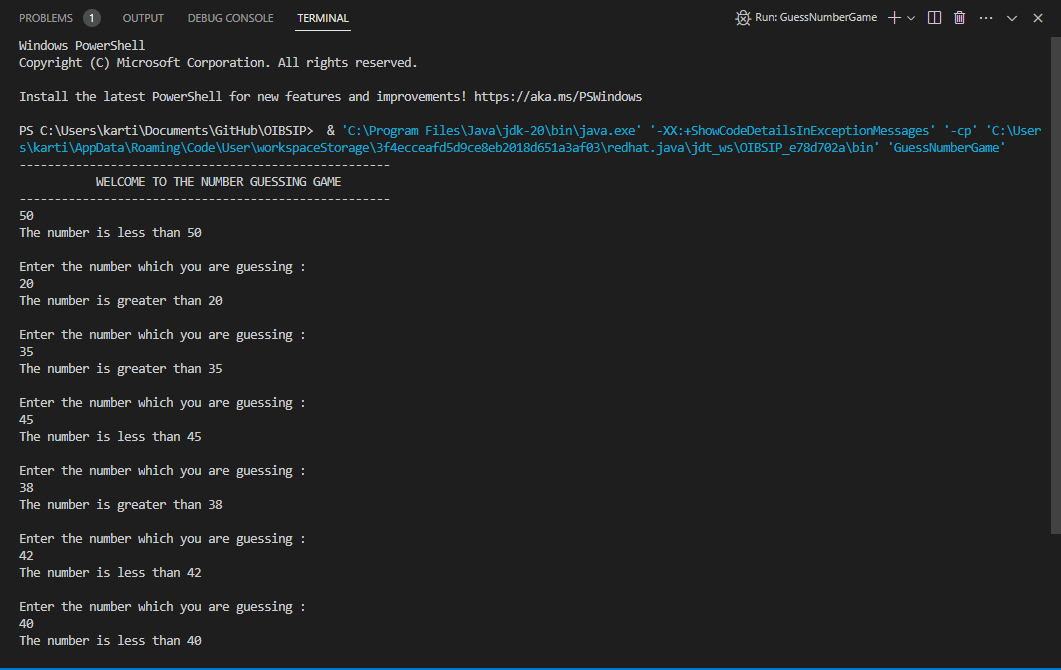 PROBLEMS 1 OUTPUT DEBUG CONSOLE TERMINAL Run: GuessNumberGame
Windows PowerShell
Copyright (C) Microsoft Corporation. All rights reserved.
Install the latest PowerShell for new features and improvements! https://aka.ms/PSWindows
PS C:\Users\karti\Documents\GitHub\OIBSIP>  & 'C:\Program Files\Java\jdk-20\bin\java.exe' '-XX:+ShowCodeDetailsInExceptionMessages' '-cp' 'C:\User
s\karti\AppData\Roaming\Code\User\workspaceStorage\3f4ecceafd5d9ce8eb2018d651a3af03\redhat.java\jdt_ws\OIBSIP_e78d702a\bin' 'GuessNumberGame'
-----------------------------------------------------
WELCOME TO THE NUMBER GUESSING GAME
-----------------------------------------------------
50
The number is less than 50
Enter the number which you are guessing :
20
The number is greater than 20
Enter the number which you are guessing :
35
The number is greater than 35
Enter the number which you are guessing :
45
The number is less than 45
Enter the number which you are guessing :
38
The number is greater than 38
Enter the number which you are guessing :
42
The number is less than 42
Enter the number which you are guessing :
40
The number is less than 40